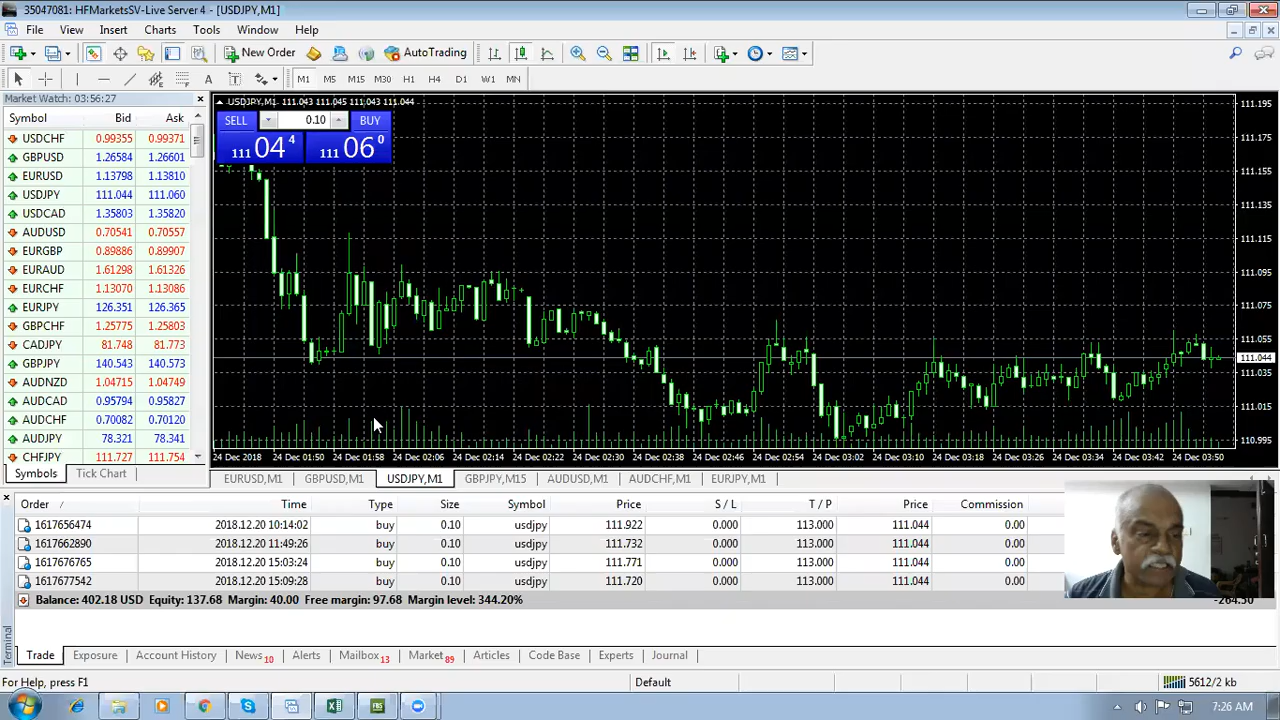 35047081: HFMarketsSV-Live Server 4 - [USDJPY,M1]
File View Insert Charts Tools Window Help
New Order AutoTrading
A T M1 M5 M15 M30 H1 H4 D1 W1 MN
Market Watch: 03:56:27
Symbol Bid Ask
USDCHF 0.99355 0.99371
GBPUSD 1.26584 1.26601
EURUSD 1.13798 1.13810
USDJPY 111.044 111.060
USDCAD 1.35803 1.35820
AUDUSD 0.70541 0.70557
EURGBP 0.89886 0.89907
EURAUD 1.61298 1.61326
EURCHF 1.13070 1.13086
EURJPY 126.351 126.365
GBPCHF 1.25775 1.25803
CADJPY 81.748 81.773
GBPJPY 140.543 140.573
AUDNZD 1.04715 1.04749
AUDCAD 0.95794 0.95827
AUDCHF 0.70082 0.70120
AUDJPY 78.321 78.341
CHFJPY 111.727 111.754
Symbols Tick Chart
USDJPY,M1 111.043 111.045 111.043 111.044
SELL 0.10 BUY
111 04 4 111 06 0
111.195
111.175
111.155
111.135
111.115
111.095
111.075
111.055
111.044
111.035
111.015
110.995
24 Dec 2018 24 Dec 01:50 24 Dec 01:58 24 Dec 02:06 24 Dec 02:14 24 Dec 02:22 24 Dec 02:30 24 Dec 02:38 24 Dec 02:46 24 Dec 02:54 24 Dec 03:02 24 Dec 03:10 24 Dec 03:18 24 Dec 03:26 24 Dec 03:34 24 Dec 03:42 24 Dec 03:50
EURUSD,M1 GBPUSD,M1 USDJPY,M1 GBPJPY,M15 AUDUSD,M1 AUDCHF,M1 EURJPY,M1
Order / Time Type Size Symbol Price S / L T / P Price Commission
1617656474 2018.12.20 10:14:02 buy 0.10 usdjpy 111.922 0.000 113.000 111.044 0.00
1617662890 2018.12.20 11:49:26 buy 0.10 usdjpy 111.732 0.000 113.000 111.044 0.00
1617676765 2018.12.20 15:03:24 buy 0.10 usdjpy 111.771 0.000 113.000 111.044 0.00
1617677542 2018.12.20 15:09:28 buy 0.10 usdjpy 111.720 0.000 113.000 111.044 0.00
Balance: 402.18 USD Equity: 137.68 Margin: 40.00 Free margin: 97.68 Margin level: 344.20% -264.50
Terminal
Trade Exposure Account History News 10 Alerts Mailbox 13 Market 89 Articles Code Base Experts Journal
For Help, press F1 Default 5612/2 kb
FBS
7:26 AM